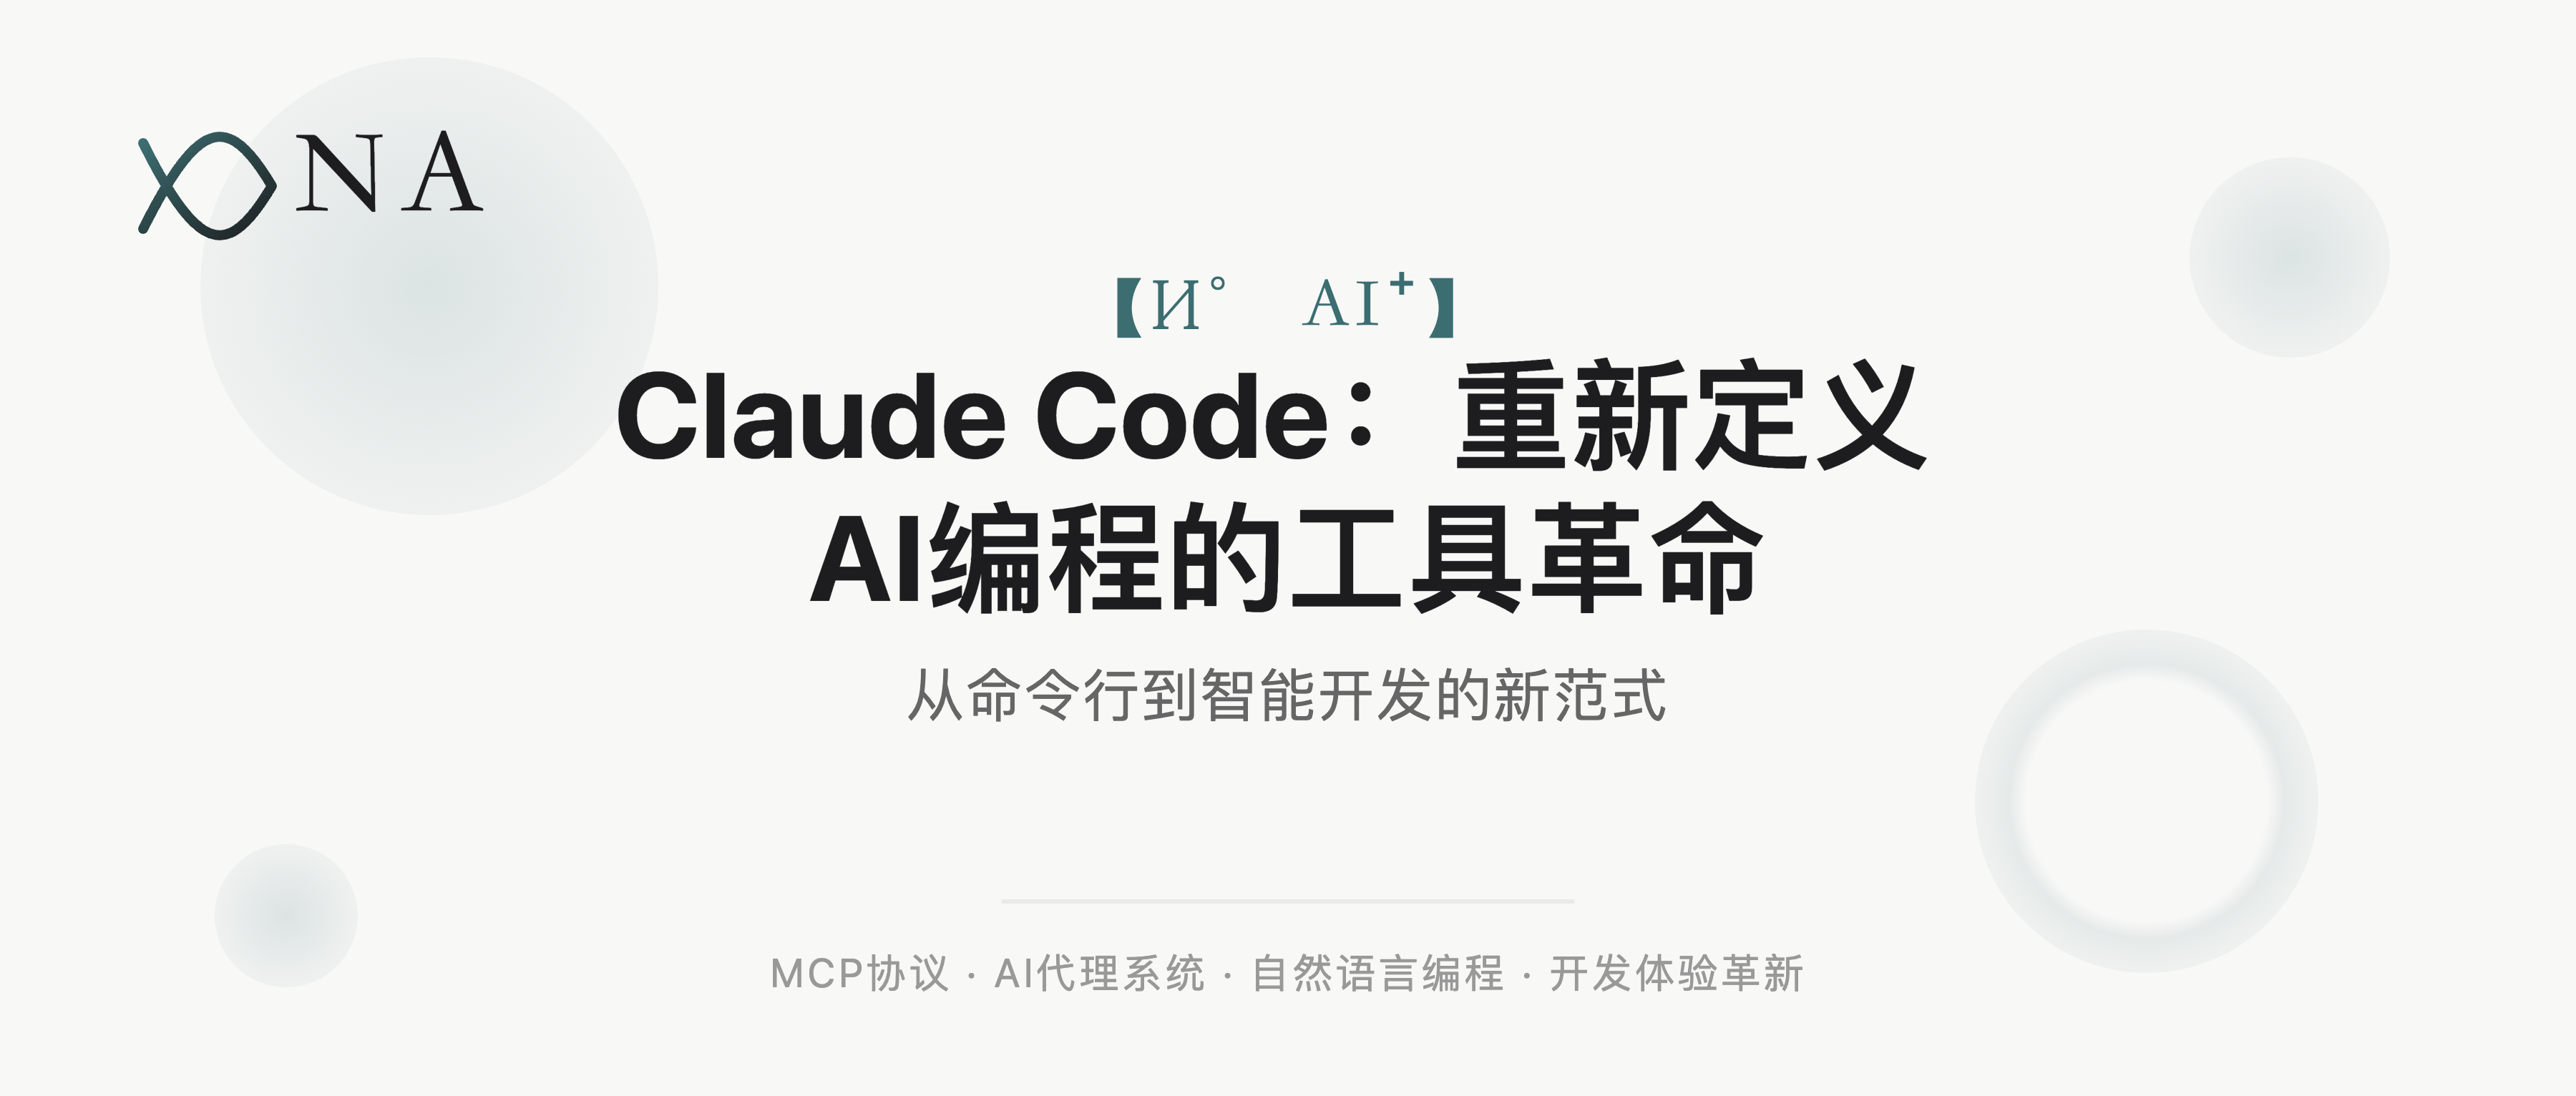 DNA
【И° AI⁺】
Claude Code：重新定义
AI编程的工具革命
从命令行到智能开发的新范式
MCP协议 · AI代理系统 · 自然语言编程 · 开发体验革新